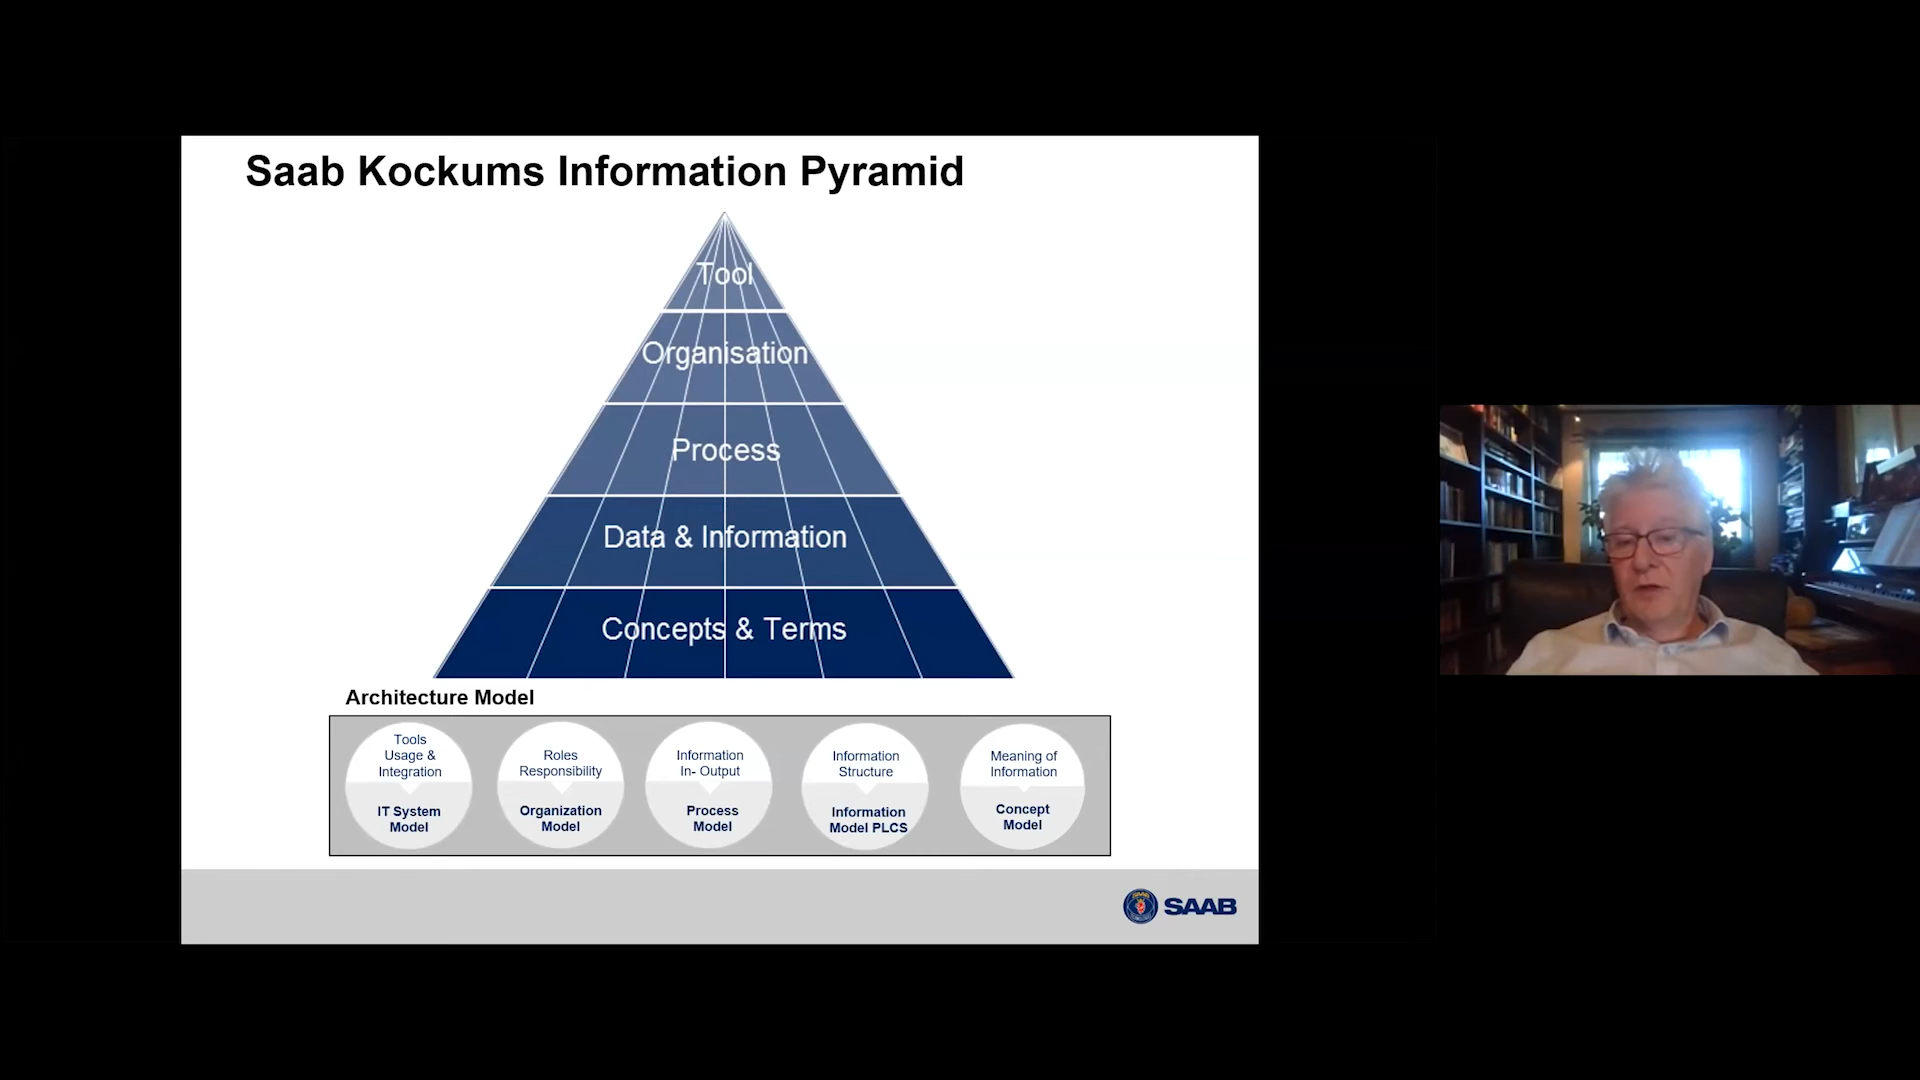 Saab Kockums Information Pyramid
Tool
Organisation
Process
Data & Information
Concepts & Terms
Architecture Model
Tools
Usage &
Integration
IT System
Model
Roles
Responsibility
Organization
Model
Information
In- Output
Process
Model
Information
Structure
Information
Model PLCS
Meaning of
Information
Concept
Model
SAAB